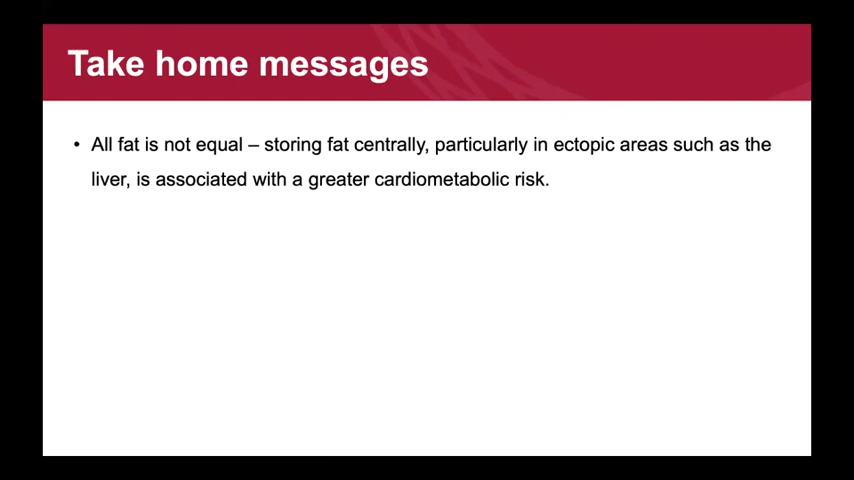 Take home messages
• All fat is not equal – storing fat centrally, particularly in ectopic areas such as the
liver, is associated with a greater cardiometabolic risk.